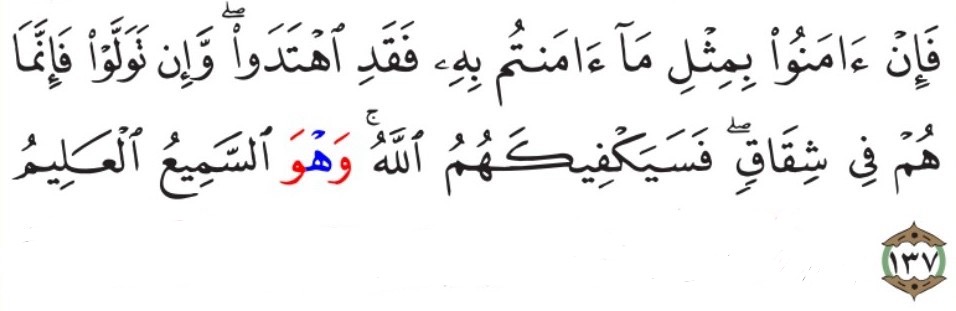 فَإِنۡ ءَامَنُواْ بِمِثۡلِ مَآ ءَامَنتُم بِهِۦ فَقَدِ ٱهۡتَدَواْۖ وَّإِن تَوَلَّوۡاْ فَإِنَّمَا
هُمۡ فِي شِقَاقٖۖ فَسَيَكۡفِيكَهُمُ ٱللَّهُۚ وَهۡوَ ٱلسَّمِيعُ ٱلۡعَلِيمُ
١٣٧